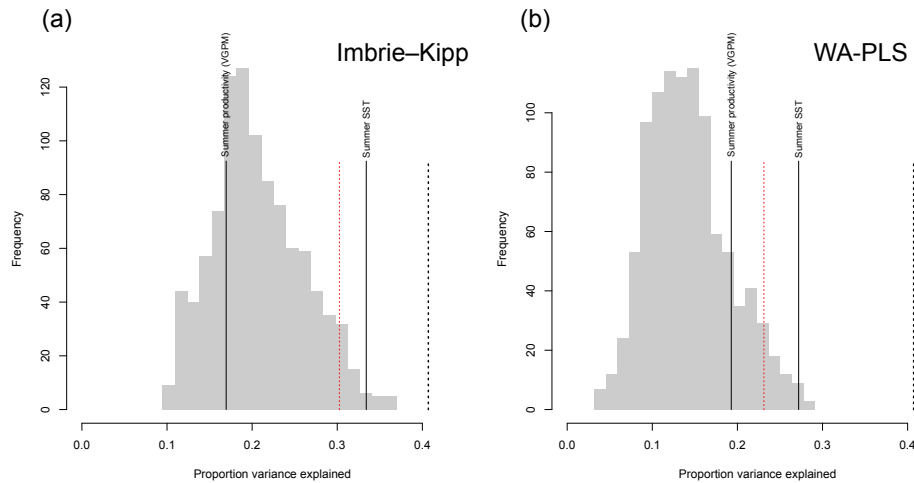 (a)
Imbrie–Kipp
Summer productivity (VGPM)
Summer SST
Frequency
0
20
40
60
80
100
120
0.0
0.1
0.2
0.3
0.4
Proportion variance explained
(b)
WA-PLS
Summer productivity (VGPM)
Summer SST
Frequency
0
20
40
60
80
100
0.0
0.1
0.2
0.3
0.4
Proportion variance explained